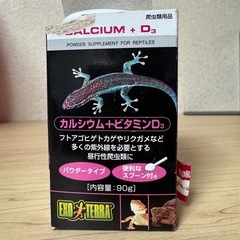 爬虫類用品
CALCIUM + D3
POWDER SUPPLEMENT FOR REPTILES
カルシウム+ビタミンD3
フトアゴヒゲトカゲやリクガメなど
多くの紫外線を必要とする
昼行性爬虫類に
パウダータイプ
便利な
スプーン付き
[内容量:90g]
EXO TERRA